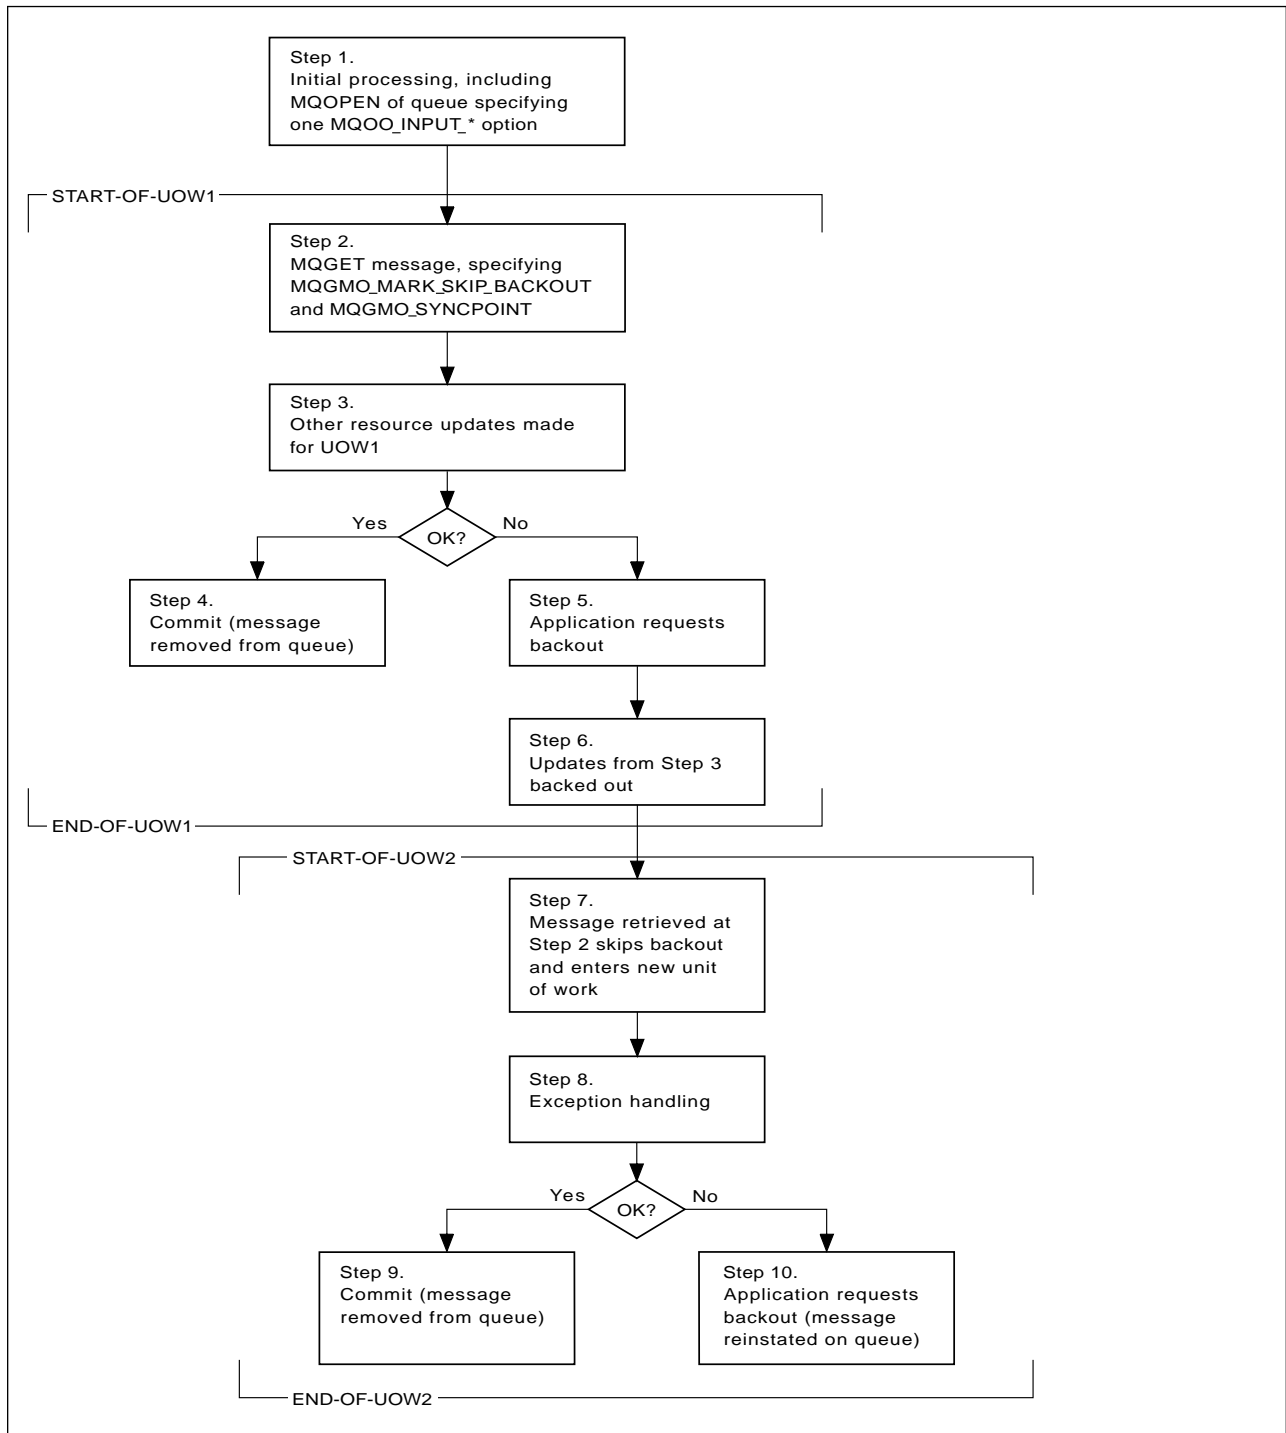 Step 1.
Initial processing, including
MQOPEN of queue specifying
one MQOO_INPUT_* option
START-OF-UOW1
Step 2.
MQGET message, specifying
MQGMO_MARK_SKIP_BACKOUT
and MQGMO_SYNCPOINT
Step 3.
Other resource updates made
for UOW1
Yes
No
OK?
Step 4.
Commit (message
removed from queue)
Step 5.
Application requests
backout
Step 6.
Updates from Step 3
backed out
END-OF-UOW1
START-OF-UOW2
Step 7.
Message retrieved at
Step 2 skips backout
and enters new unit
of work
Step 8.
Exception handling
Yes
No
OK?
Step 9.
Commit (message
removed from queue)
Step 10.
Application requests
backout (message
reinstated on queue)
END-OF-UOW2